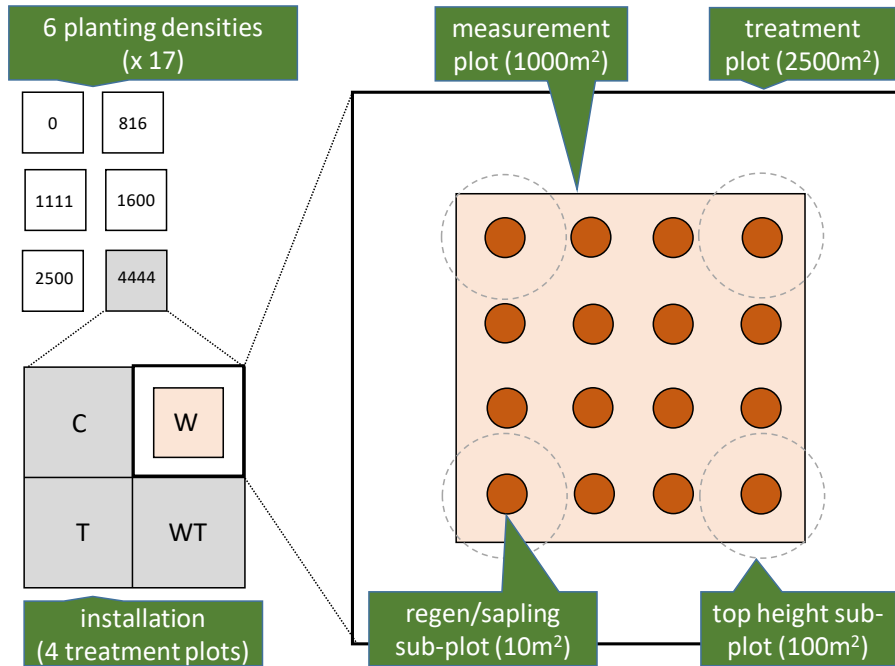 6 planting densities
(x 17)
measurement
plot (1000m²)
treatment
plot (2500m²)
0
816
1111
1600
2500
4444
C
W
T
WT
installation
(4 treatment plots)
regen/sapling
sub-plot (10m²)
top height sub-
plot (100m²)